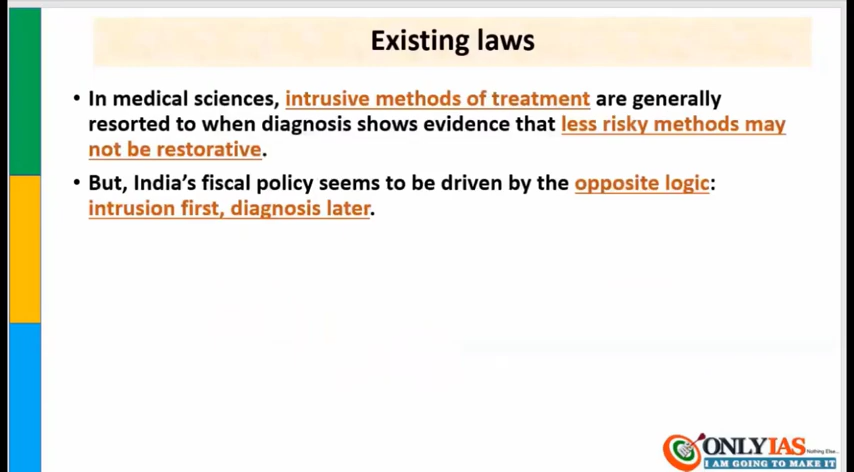 Existing laws
• In medical sciences, intrusive methods of treatment are generally
resorted to when diagnosis shows evidence that less risky methods may
not be restorative.
• But, India's fiscal policy seems to be driven by the opposite logic:
intrusion first, diagnosis later.
ONLYIAS Nothing Else..
I AM GOING TO MAKE IT